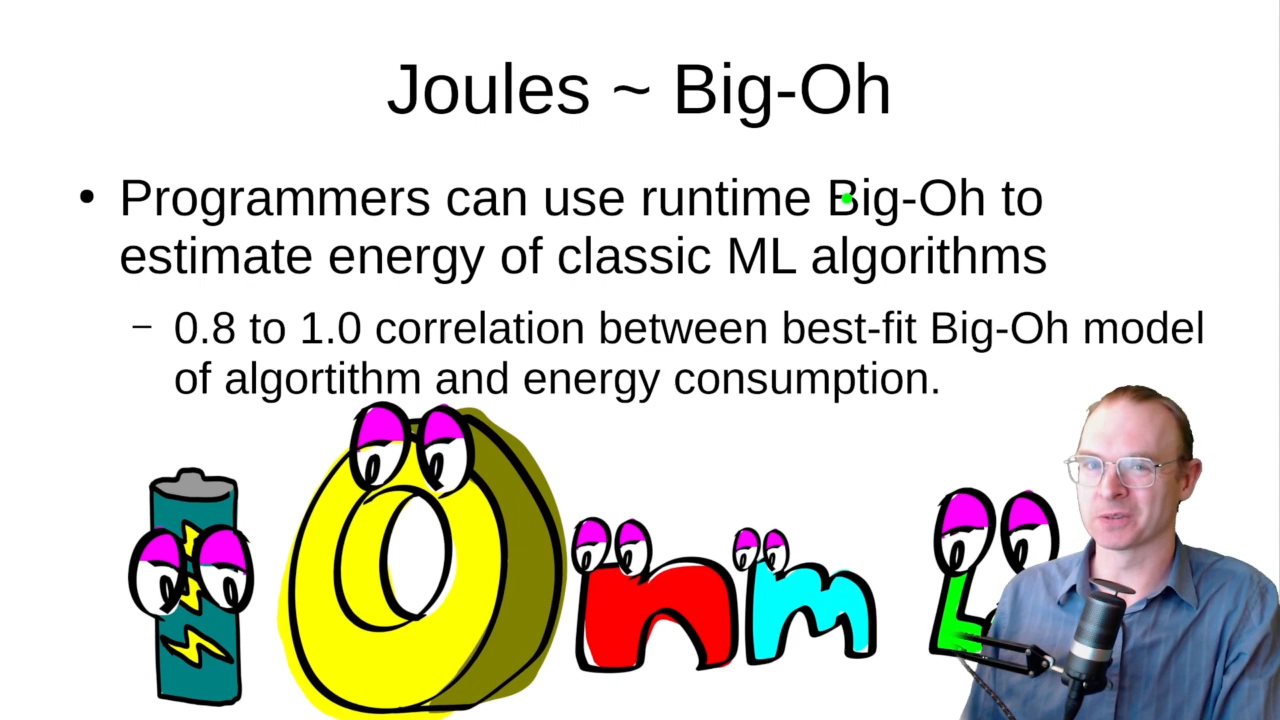 Joules ~ Big-Oh
• Programmers can use runtime Big-Oh to
estimate energy of classic ML algorithms
– 0.8 to 1.0 correlation between best-fit Big-Oh model
of algortithm and energy consumption.
O n m L